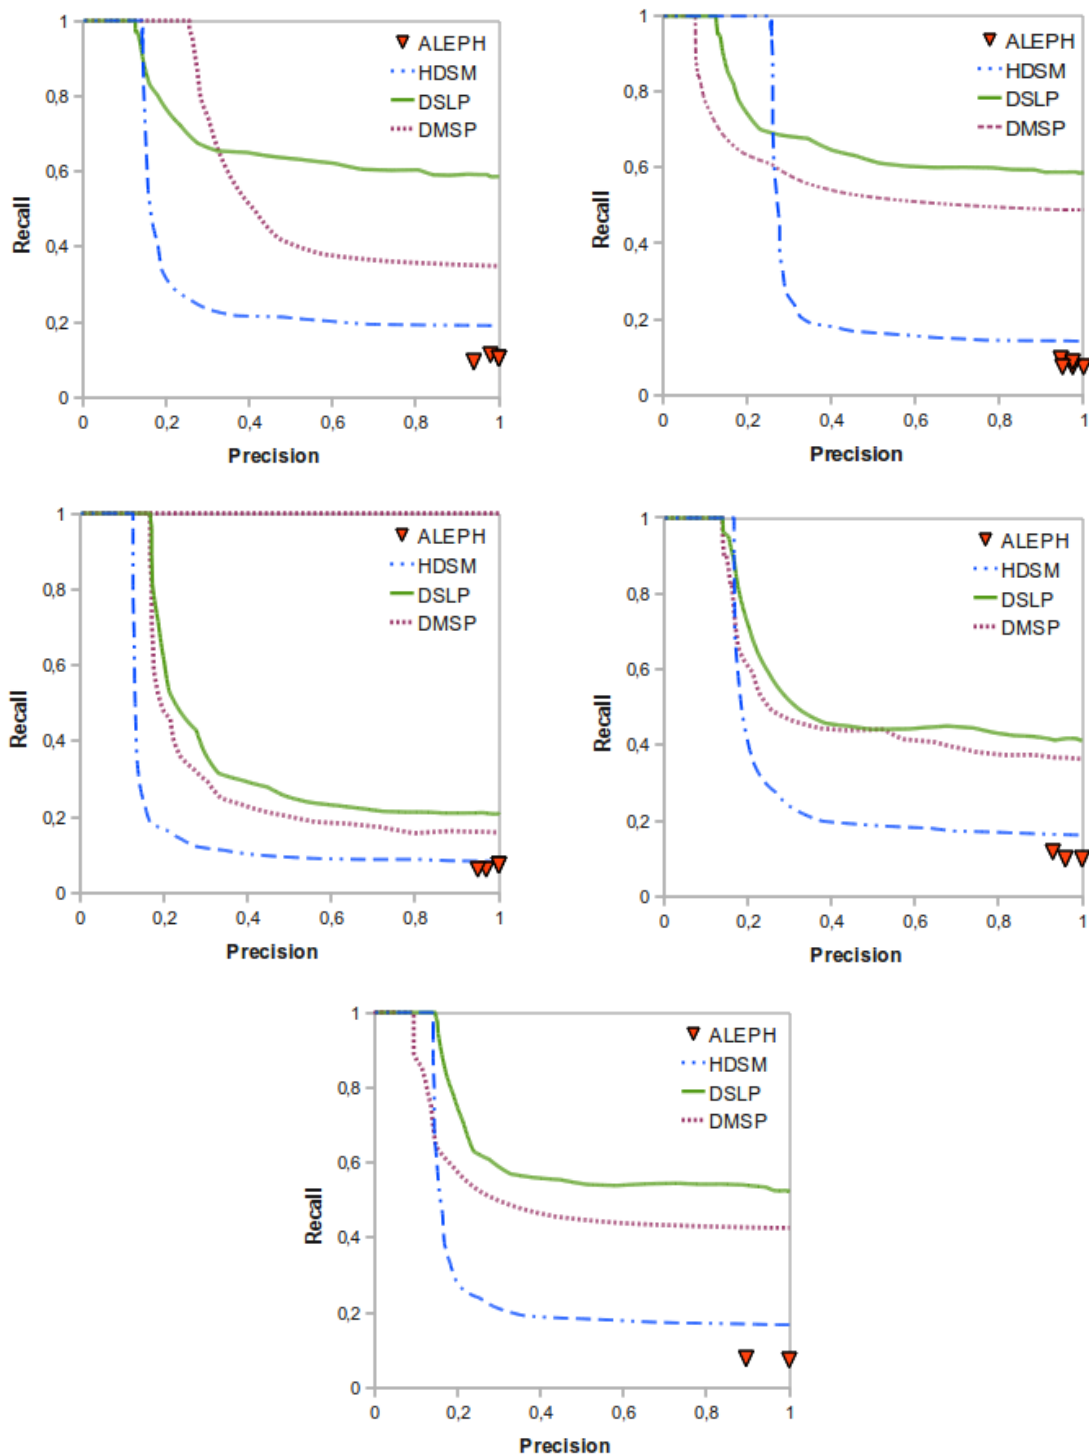 1
0,8
0,6
0,4
0,2
0
Recall
ALEPH
HDSM
DSLP
DMSP
0 0,2 0,4 0,6 0,8 1
Precision
1
0,8
0,6
0,4
0,2
0
Recall
ALEPH
HDSM
DSLP
DMSP
0 0,2 0,4 0,6 0,8 1
Precision
1
0,8
0,6
0,4
0,2
0
Recall
ALEPH
HDSM
DSLP
DMSP
0 0,2 0,4 0,6 0,8 1
Precision
1
0,8
0,6
0,4
0,2
0
Recall
ALEPH
HDSM
DSLP
DMSP
0 0,2 0,4 0,6 0,8 1
Precision
1
0,8
0,6
0,4
0,2
0
Recall
ALEPH
HDSM
DSLP
DMSP
0 0,2 0,4 0,6 0,8 1
Precision